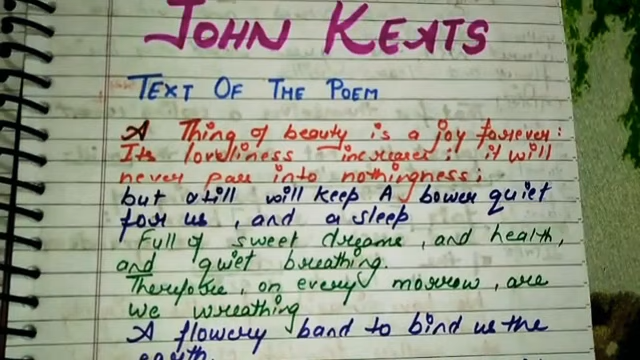 JOHN KEATS
TEXT OF THE POEM
A Thing of beauty is a joy forever:
Its loveliness increases; it will
never pass into nothingness;
but still will keep A bower quiet
for us, and a sleep
Full of sweet dreams, and health,
and quiet breathing.
Therefore, on every morrow, are
we wreathing
A flowery band to bind us the
earth.